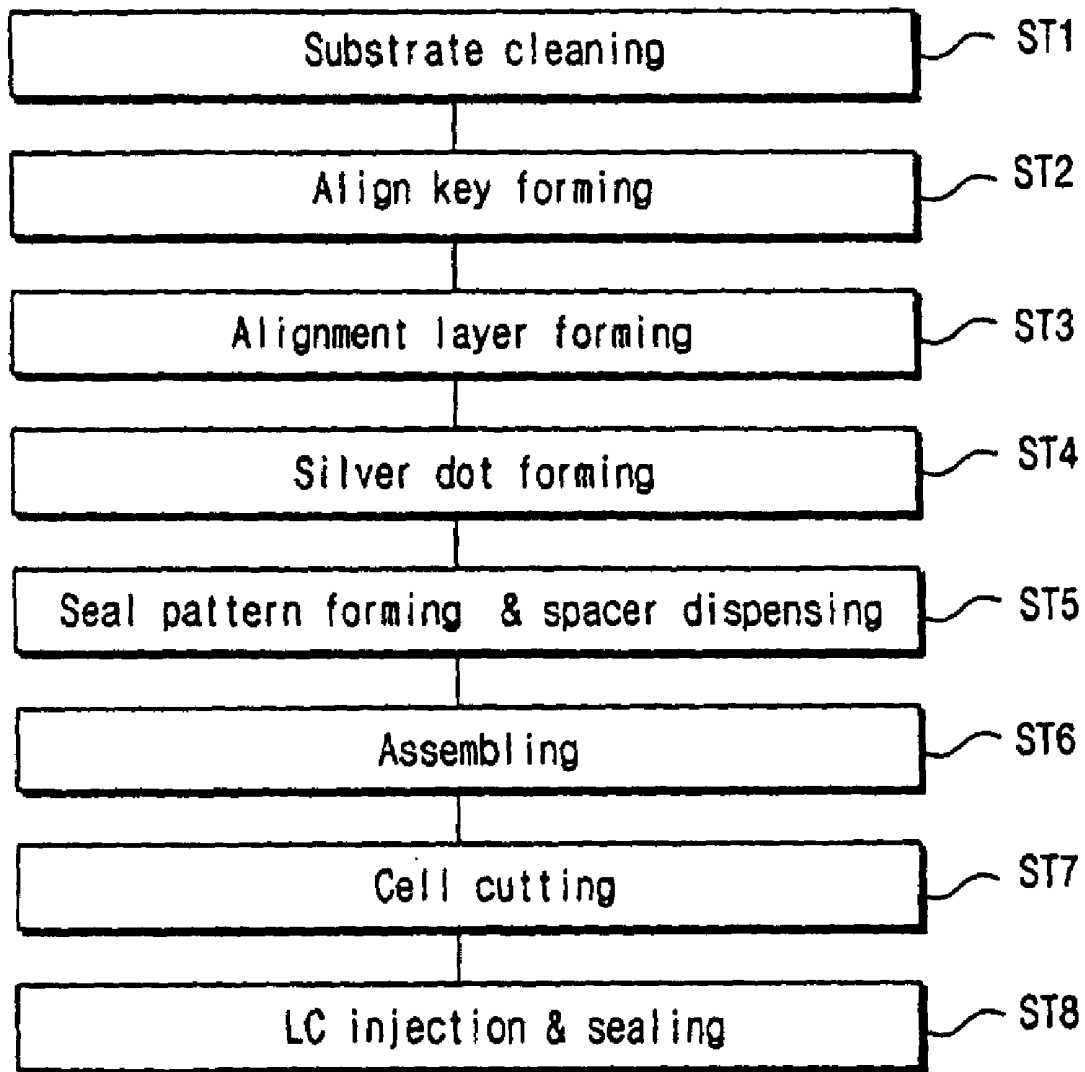 Substrate cleaning ST1
Align key forming ST2
Alignment layer forming ST3
Silver dot forming ST4
Seal pattern forming & spacer dispensing ST5
Assembling ST6
Cell cutting ST7
LC injection & sealing ST8